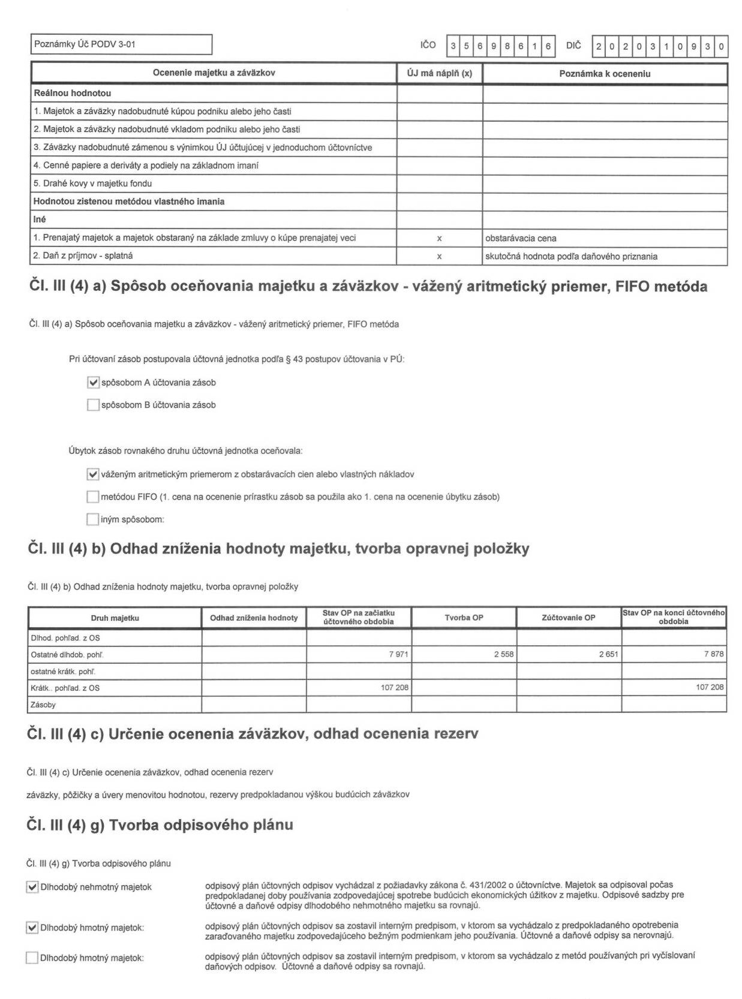 Poznámky Úč PODV 3-01 IČO 3 5 6 9 8 6 1 6 DIČ 2 0 2 0 3 1 0 9 3 0
Ocenenie majetku a záväzkov ÚJ má náplň (x) Poznámka k oceneniu
Reálnou hodnotou
1. Majetok a záväzky nadobudnuté kúpou podniku alebo jeho časti
2. Majetok a záväzky nadobudnuté vkladom podniku alebo jeho časti
3. Záväzky nadobudnuté zámenou s výnimkou ÚJ účtujúcej v jednoduchom účtovníctve
4. Cenné papiere a deriváty a podiely na základnom imaní
5. Drahé kovy v majetku fondu
Hodnotou zistenou metódou vlastného imania
Iné
1. Prenajatý majetok a majetok obstaraný na základe zmluvy o kúpe prenajatej veci x obstarávacia cena
2. Daň z príjmov - splatná x skutočná hodnota podľa daňového priznania
Čl. III (4) a) Spôsob oceňovania majetku a záväzkov - vážený aritmetický priemer, FIFO metóda
Čl. III (4) a) Spôsob oceňovania majetku a záväzkov - vážený aritmetický priemer, FIFO metóda
Pri účtovaní zásob postupovala účtovná jednotka podľa § 43 postupov účtovania v PÚ:
spôsobom A účtovania zásob
spôsobom B účtovania zásob
Úbytok zásob rovnakého druhu účtovná jednotka oceňovala:
váženým aritmetickým priemerom z obstarávacích cien alebo vlastných nákladov
metódou FIFO (1. cena na ocenenie prírastku zásob sa použila ako 1. cena na ocenenie úbytku zásob)
iným spôsobom:
Čl. III (4) b) Odhad zníženia hodnoty majetku, tvorba opravnej položky
Čl. III (4) b) Odhad zníženia hodnoty majetku, tvorba opravnej položky
Druh majetku Odhad zníženia hodnoty Stav OP na začiatku účtovného obdobia Tvorba OP Zúčtovanie OP Stav OP na konci účtovného obdobia
Dlhod. pohľad. z OS
Ostatné dlhdob. pohľ. 7 971 2 558 2 651 7 878
ostatné krátk. pohľ.
Krátk.. pohľad. z OS 107 208 107 208
Zásoby
Čl. III (4) c) Určenie ocenenia záväzkov, odhad ocenenia rezerv
Čl. III (4) c) Určenie ocenenia záväzkov, odhad ocenenia rezerv
záväzky, pôžičky a úvery menovitou hodnotou, rezervy predpokladanou výškou budúcich záväzkov
Čl. III (4) g) Tvorba odpisového plánu
Čl. III (4) g) Tvorba odpisového plánu
Dlhodobý nehmotný majetok odpisový plán účtovných odpisov vychádzal z požiadavky zákona č. 431/2002 o účtovníctve. Majetok sa odpisoval počas
predpokladanej doby používania zodpovedajúcej spotrebe budúcich ekonomických úžitkov z majetku. Odpisové sadzby pre
účtovné a daňové odpisy dlhodobého nehmotného majetku sa rovnajú.
Dlhodobý hmotný majetok: odpisový plán účtovných odpisov sa zostavil interným predpisom, v ktorom sa vychádzalo z predpokladaného opotrebenia
zaraďovaného majetku zodpovedajúceho bežným podmienkam jeho používania. Účtovné a daňové odpisy sa nerovnajú.
Dlhodobý hmotný majetok: odpisový plán účtovných odpisov sa zostavil interným predpisom, v ktorom sa vychádzalo z metód používaných pri vyčíslovaní
daňových odpisov. Účtovné a daňové odpisy sa rovnajú.